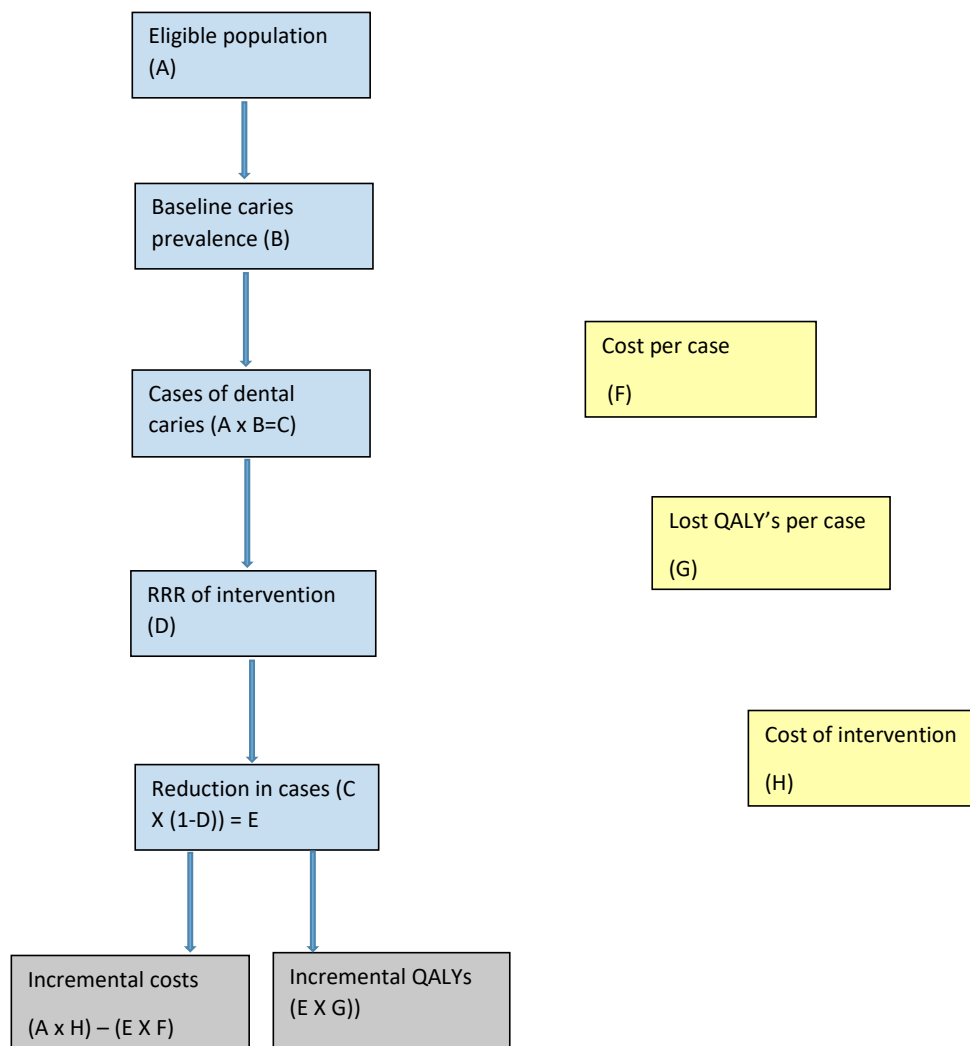 Eligible population
(A)
Baseline caries
prevalence (B)
Cost per case
(F)
Cases of dental
caries (A x B=C)
Lost QALY’s per case
(G)
RRR of intervention
(D)
Cost of intervention
(H)
Reduction in cases (C
X (1-D)) = E
Incremental costs
(A x H) – (E X F)
Incremental QALYs
(E X G))